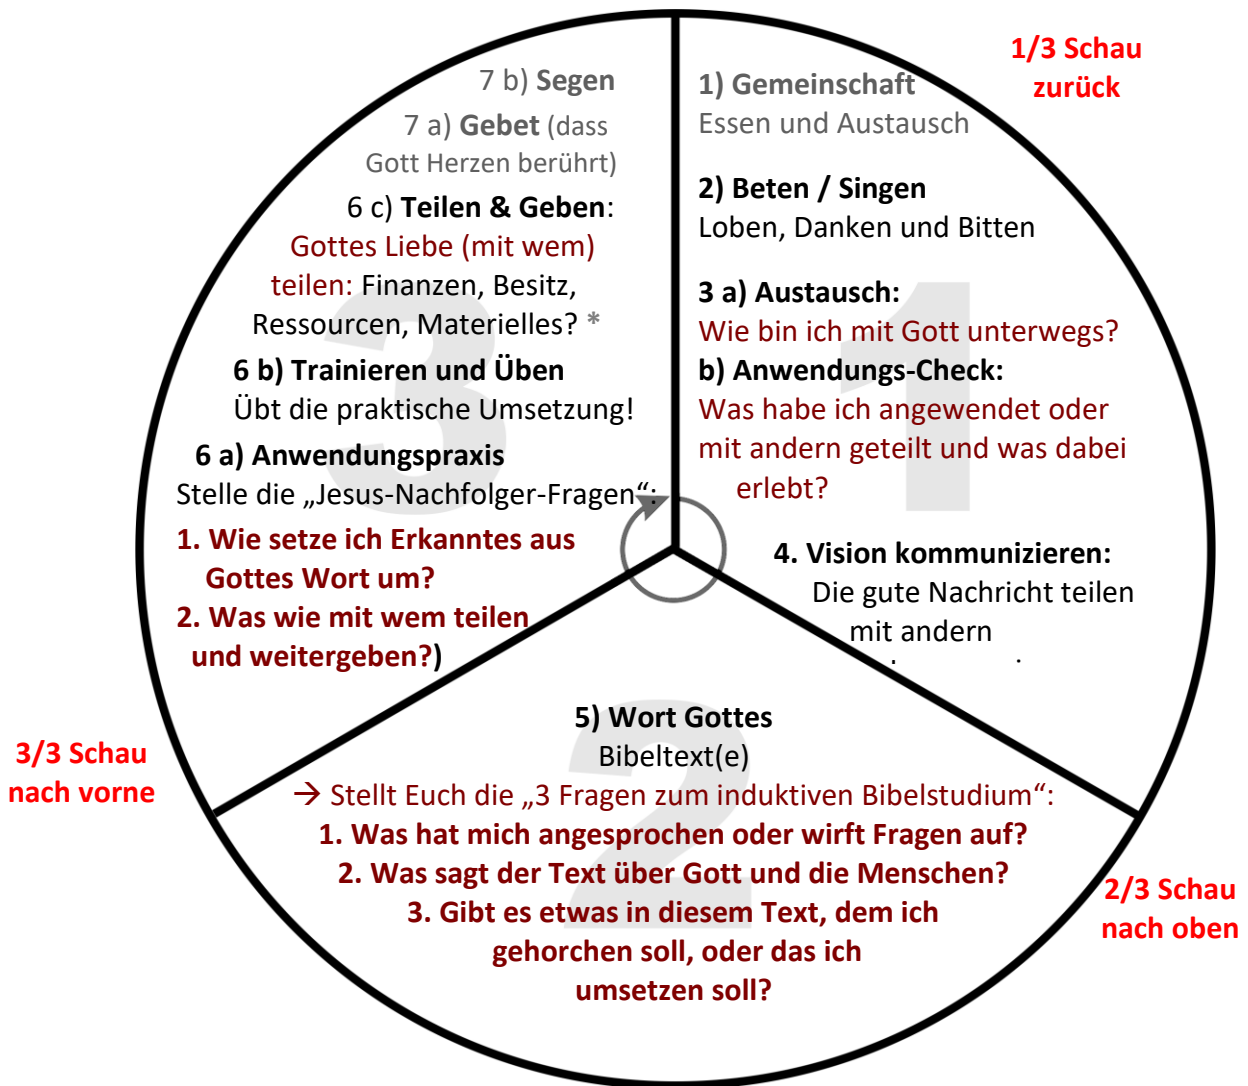 1/3 Schau
zurück
1) Gemeinschaft
Essen und Austausch
2) Beten / Singen
Loben, Danken und Bitten
3 a) Austausch:
Wie bin ich mit Gott unterwegs?
b) Anwendungs-Check:
Was habe ich angewendet oder
mit andern geteilt und was dabei
erlebt?
4. Vision kommunizieren:
Die gute Nachricht teilen
mit andern
1
2/3 Schau
nach oben
5) Wort Gottes
Bibeltext(e)
→ Stellt Euch die „3 Fragen zum induktiven Bibelstudium“:
1. Was hat mich angesprochen oder wirft Fragen auf?
2. Was sagt der Text über Gott und die Menschen?
3. Gibt es etwas in diesem Text, dem ich
gehorchen soll, oder das ich
umsetzen soll?
2
3/3 Schau
nach vorne
7 b) Segen
7 a) Gebet (dass
Gott Herzen berührt)
6 c) Teilen & Geben:
Gottes Liebe (mit wem)
teilen: Finanzen, Besitz,
Ressourcen, Materielles? *
6 b) Trainieren und Üben
Übt die praktische Umsetzung!
6 a) Anwendungspraxis
Stelle die „Jesus-Nachfolger-Fragen“:
1. Wie setze ich Erkanntes aus
Gottes Wort um?
2. Was wie mit wem teilen
und weitergeben?)
3